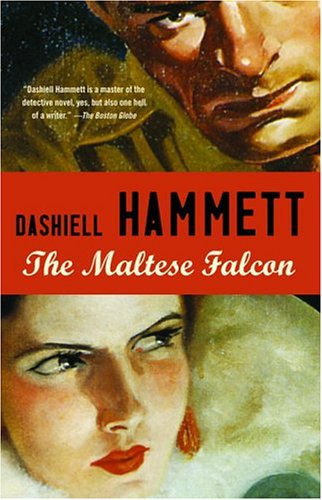 "Dashiell Hammett is a master of the
detective novel, yes, but also one hell
of a writer." —The Boston Globe
DASHIELL HAMMETT
The Maltese Falcon